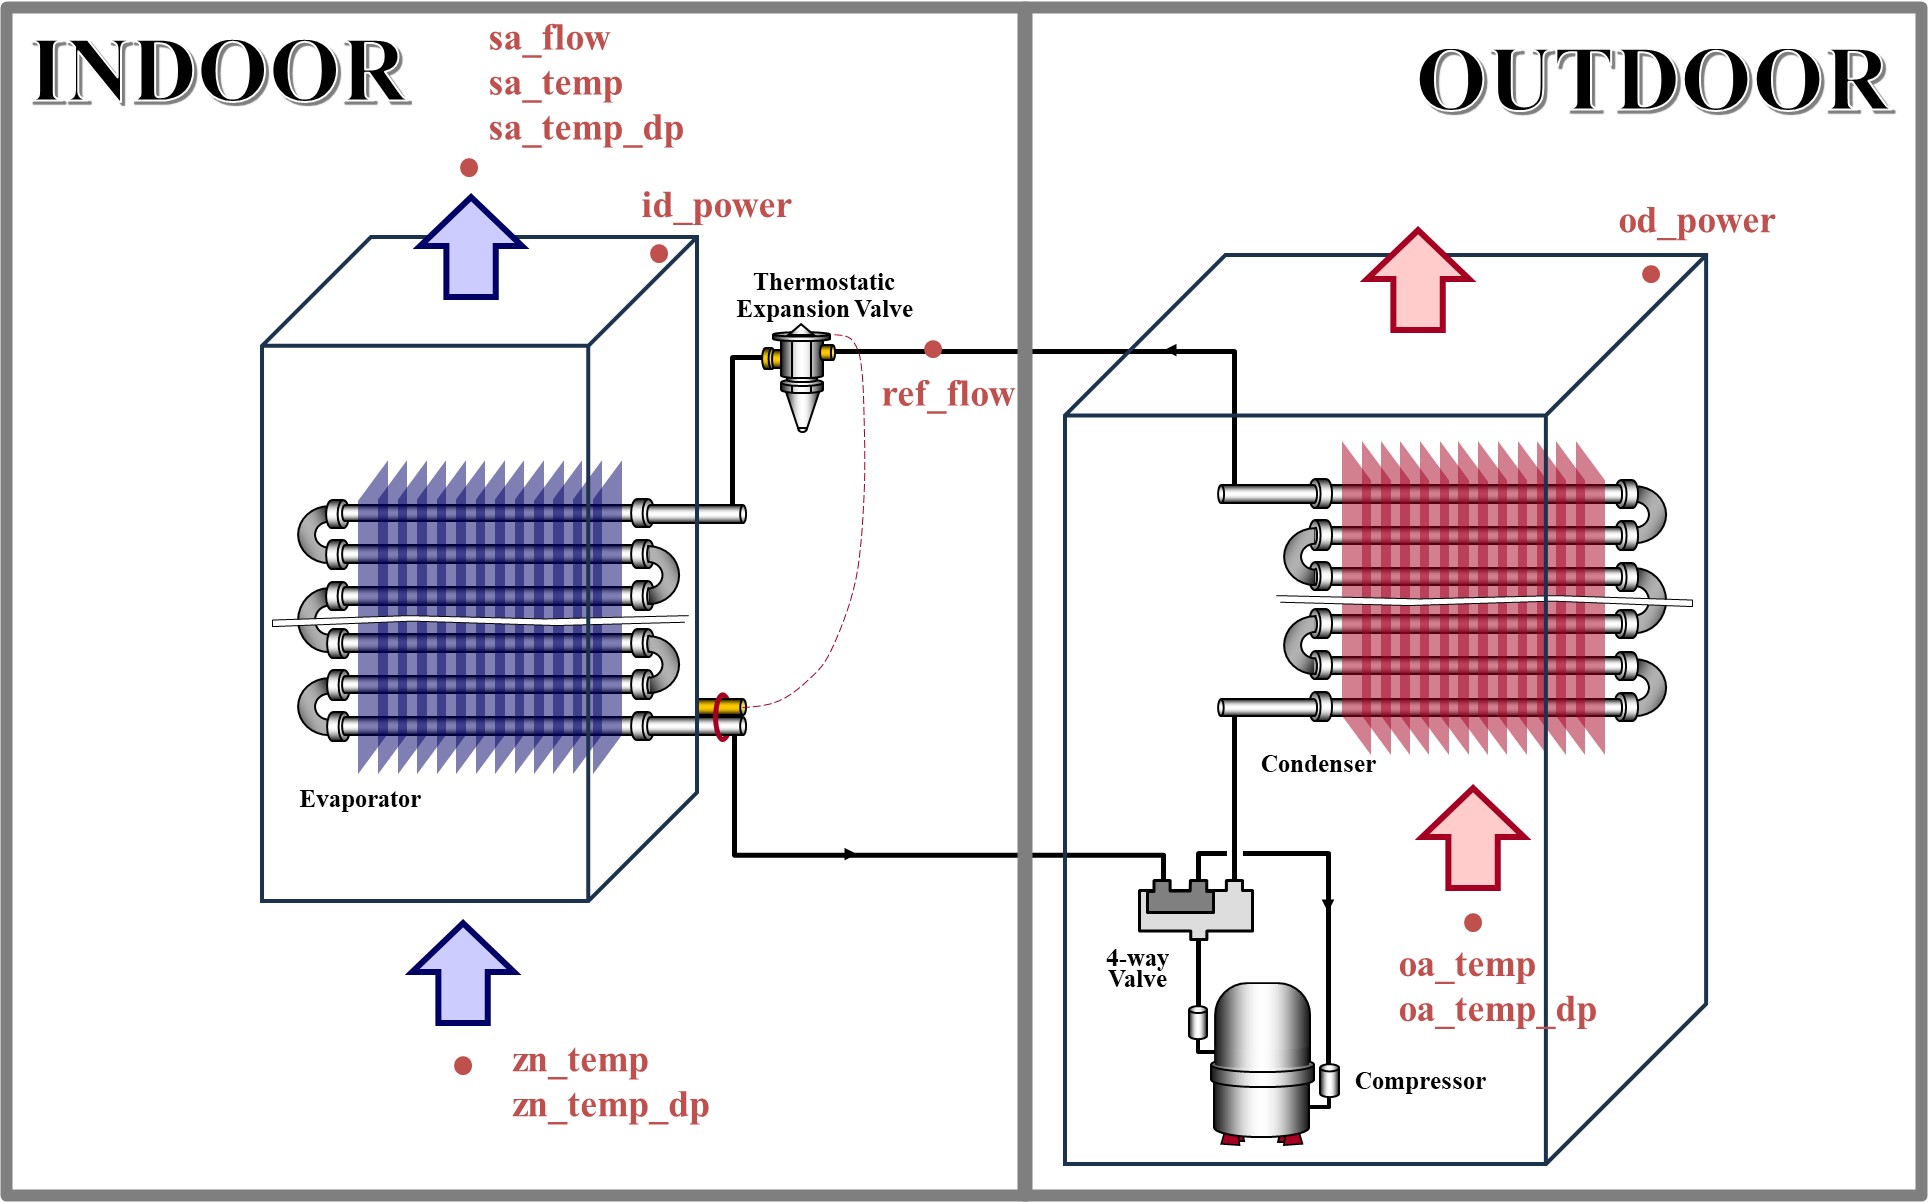 INDOOR
OUTDOOR
sa_flow
sa_temp
sa_temp_dp
id_power
od_power
Thermostatic
Expansion Valve
ref_flow
Evaporator
Condenser
4-way
Valve
oa_temp
oa_temp_dp
zn_temp
zn_temp_dp
Compressor